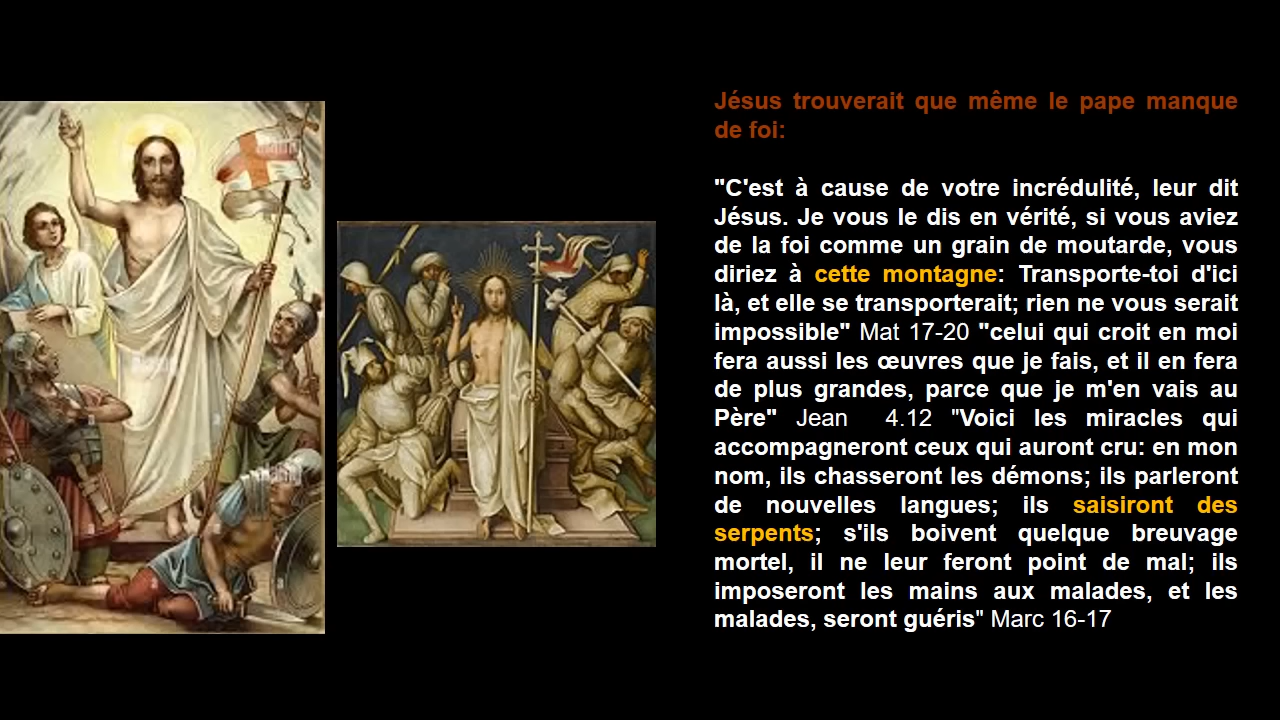 Jésus trouverait que même le pape manque
de foi:
"C'est à cause de votre incrédulité, leur dit
Jésus. Je vous le dis en vérité, si vous aviez
de la foi comme un grain de moutarde, vous
diriez à cette montagne: Transporte-toi d'ici
là, et elle se transporterait; rien ne vous serait
impossible" Mat 17-20 "celui qui croit en moi
fera aussi les œuvres que je fais, et il en fera
de plus grandes, parce que je m'en vais au
Père" Jean 4.12 "Voici les miracles qui
accompagneront ceux qui auront cru: en mon
nom, ils chasseront les démons; ils parleront
de nouvelles langues; ils saisiront des
serpents; s'ils boivent quelque breuvage
mortel, il ne leur feront point de mal; ils
imposeront les mains aux malades, et les
malades, seront guéris" Marc 16-17